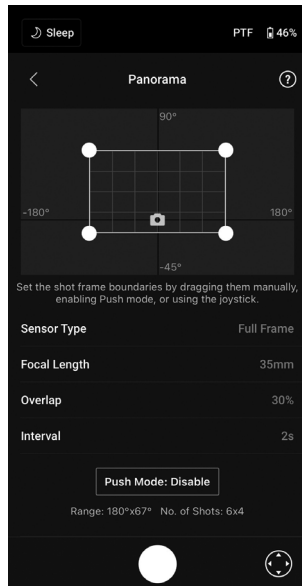 Sleep
PTF 46%
Panorama
?
90°
-180° 180°
-45°
Set the shot frame boundaries by dragging them manually,
enabling Push mode, or using the joystick.
Sensor Type Full Frame
Focal Length 35mm
Overlap 30%
Interval 2s
Push Mode: Disable
Range: 180°x67° No. of Shots: 6x4